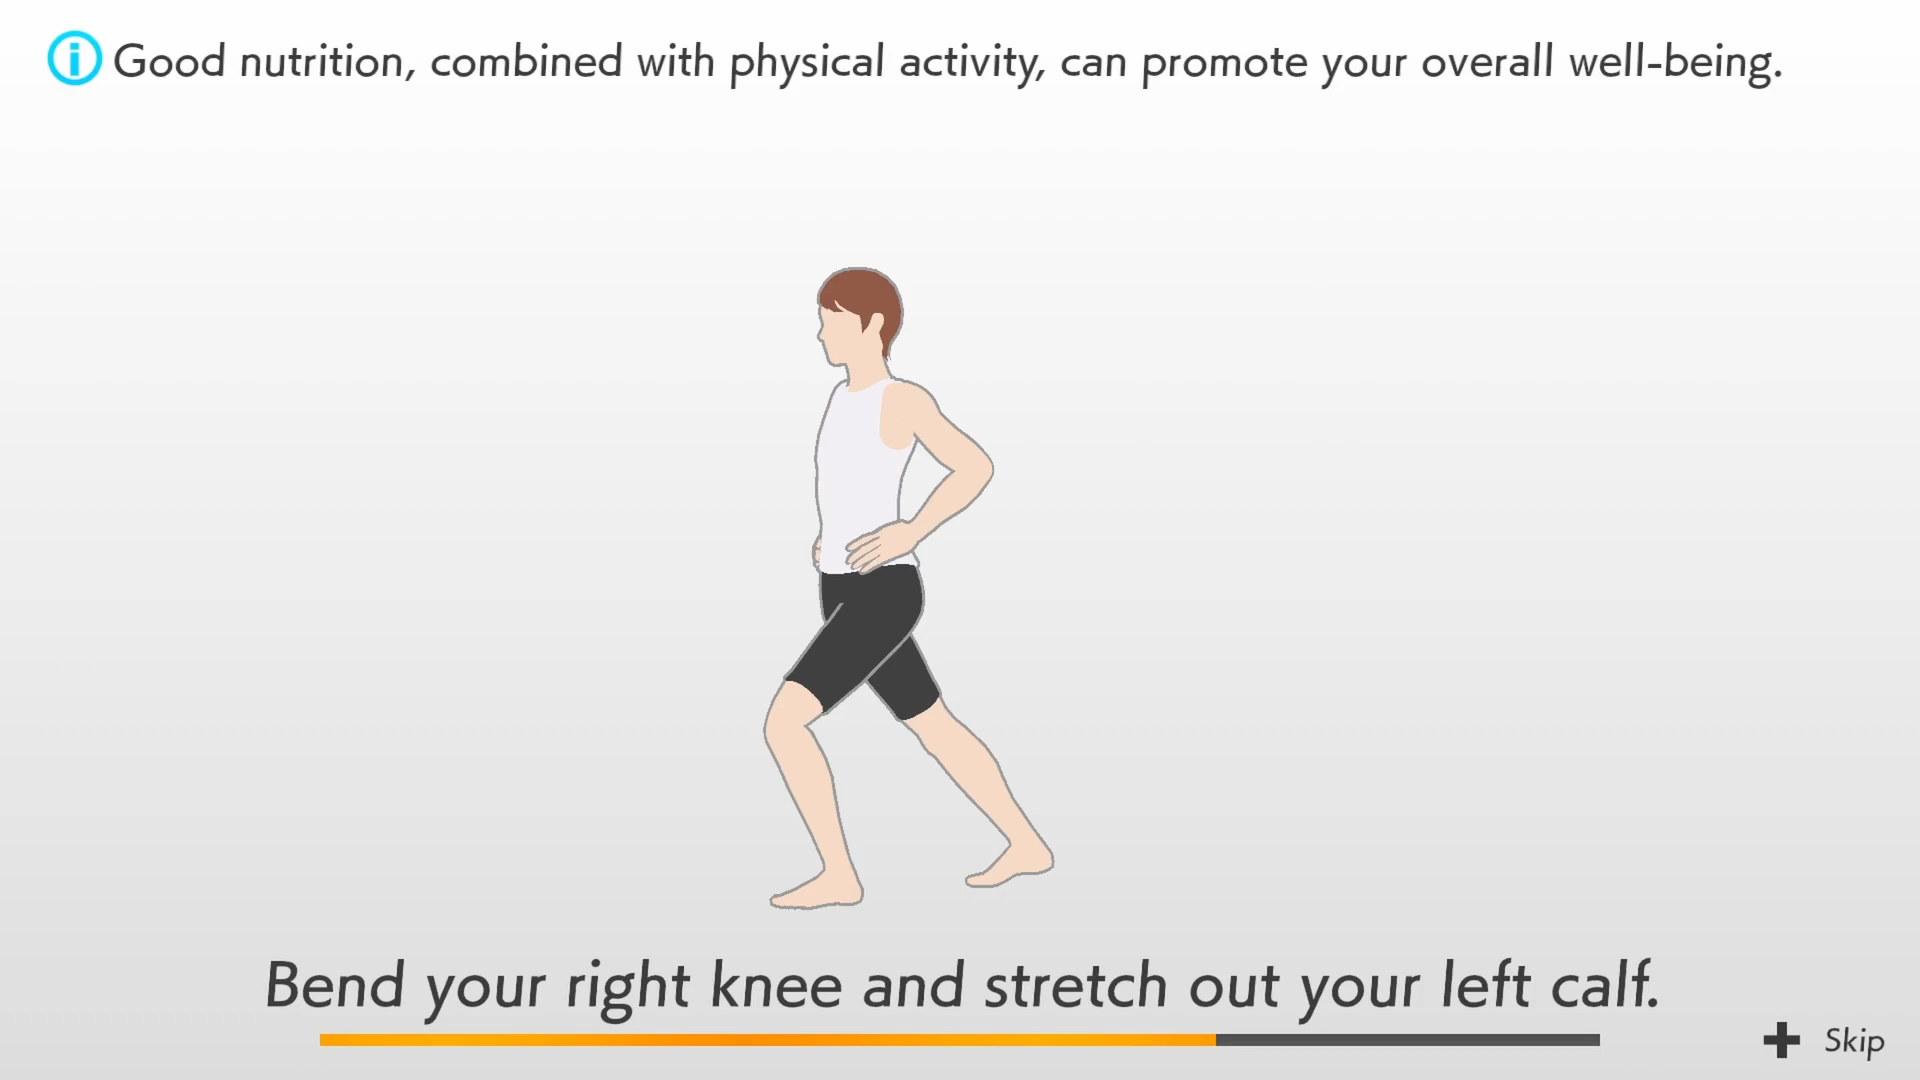 Good nutrition, combined with physical activity, can promote your overall well-being.
Bend your right knee and stretch out your left calf.
Skip